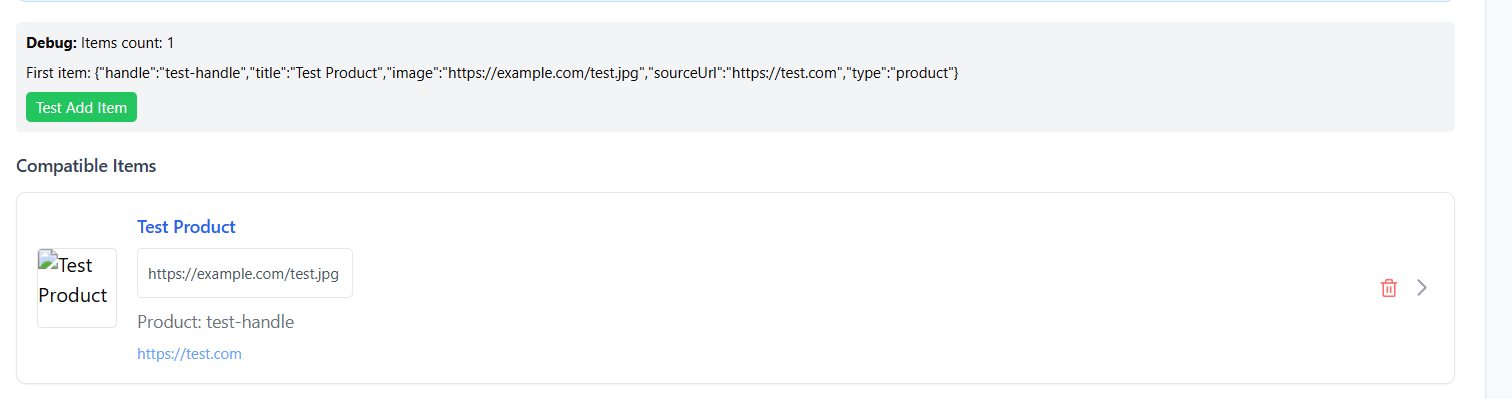 Debug: Items count: 1
First item: {"handle":"test-handle","title":"Test Product","image":"https://example.com/test.jpg","sourceUrl":"https://test.com","type":"product"}
Test Add Item
Compatible Items
Test Product
Test
Product
https://example.com/test.jpg
Product: test-handle
https://test.com